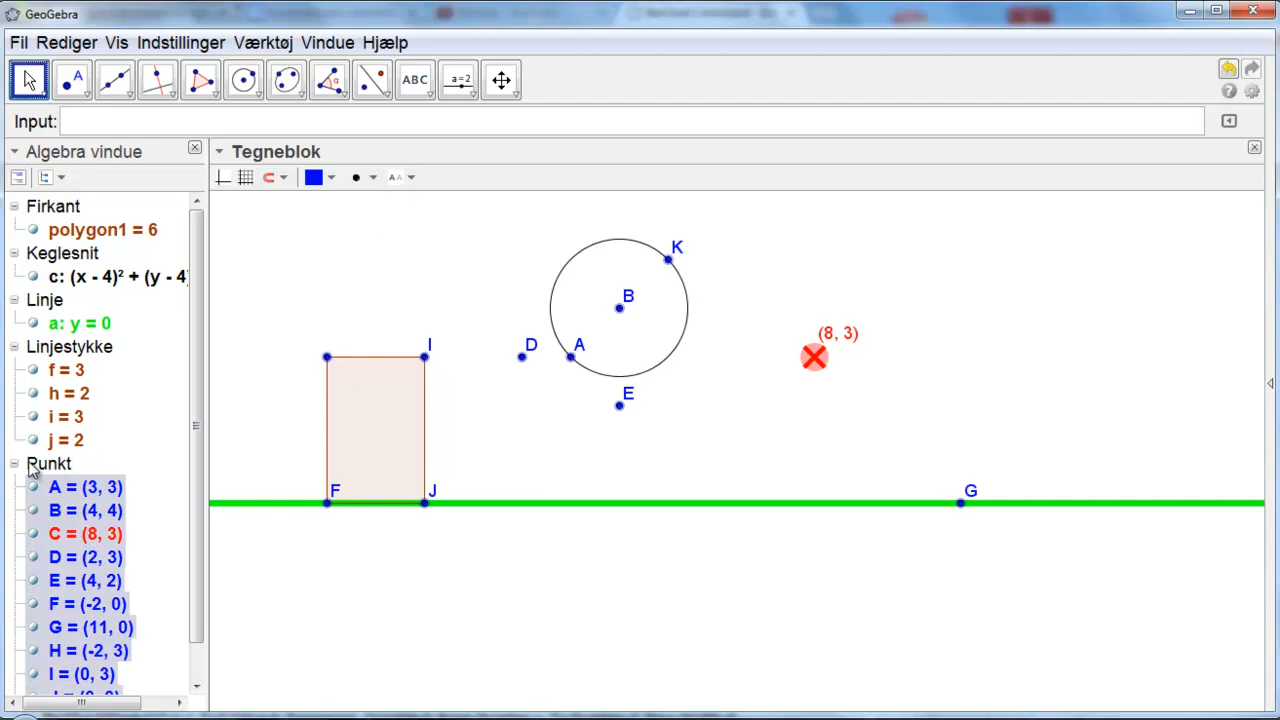 GeoGebra
Fil Rediger Vis Indstillinger Værktøj Vindue Hjælp
A
ABC
a=2
Input:
Algebra vindue
Tegneblok
AA
Firkant
polygon1 = 6
Keglesnit
c: (x - 4)² + (y - 4)
Linje
a: y = 0
Linjestykke
f = 3
h = 2
i = 3
j = 2
Punkt
A = (3, 3)
B = (4, 4)
C = (8, 3)
D = (2, 3)
E = (4, 2)
F = (-2, 0)
G = (11, 0)
H = (-2, 3)
I = (0, 3)
K
B
(8, 3)
I
D
A
E
F
J
G